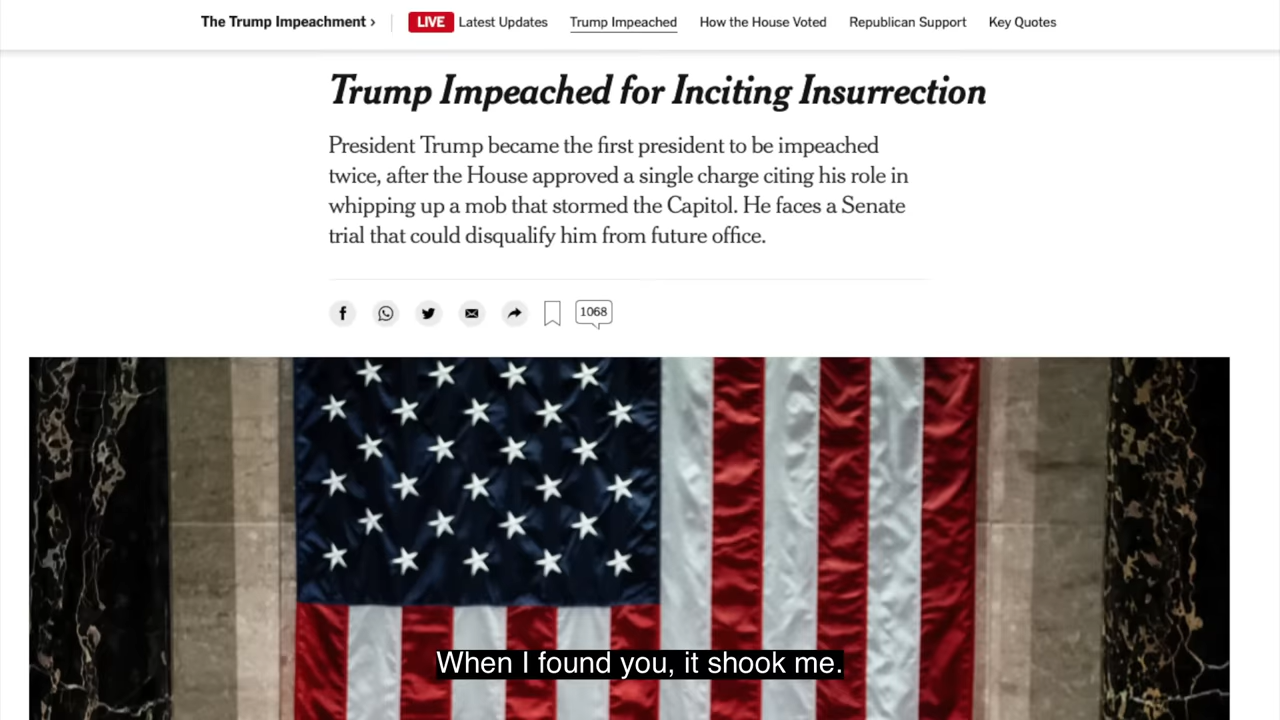 The Trump Impeachment › LIVE Latest Updates Trump Impeached How the House Voted Republican Support Key Quotes
Trump Impeached for Inciting Insurrection
President Trump became the first president to be impeached
twice, after the House approved a single charge citing his role in
whipping up a mob that stormed the Capitol. He faces a Senate
trial that could disqualify him from future office.
1068
When I found you, it shook me.